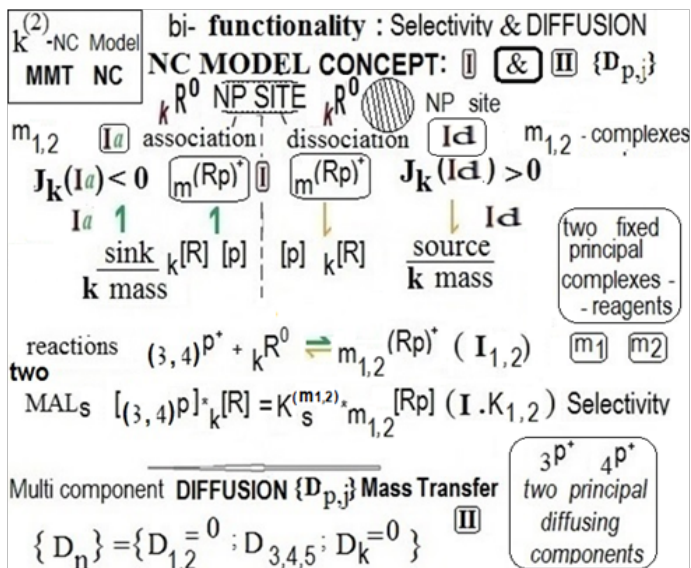 k(2)-NC Model
MMT NC
bi- functionality : Selectivity & DIFFUSION
NC MODEL CONCEPT: I & II {Dp,j}
kR0 NP SITE kR0 NP site
m1,2 Ia association dissociation Id m1,2 - complexes
Jk(Ia) < 0 m(Rp)+ I m(Rp)+ Jk(Id) > 0
Ia 1 1 Id
sink k[R] [p] [p] k[R] source
k mass k mass
two fixed
principal
complexes -
- reagents
m1 m2
reactions (3,4)p+ + kR0 ⇌ m1,2(Rp)+ ( I1,2)
two
MALs [(3,4)p]*k[R] = Ks(m1,2)*m1,2[Rp] (I.K1,2) Selectivity
Multi component DIFFUSION {Dp,j} Mass Transfer
II
{ Dn} ={D1,2=0 ; D3,4,5; Dk=0 }
3p+ 4p+
two principal
diffusing
components